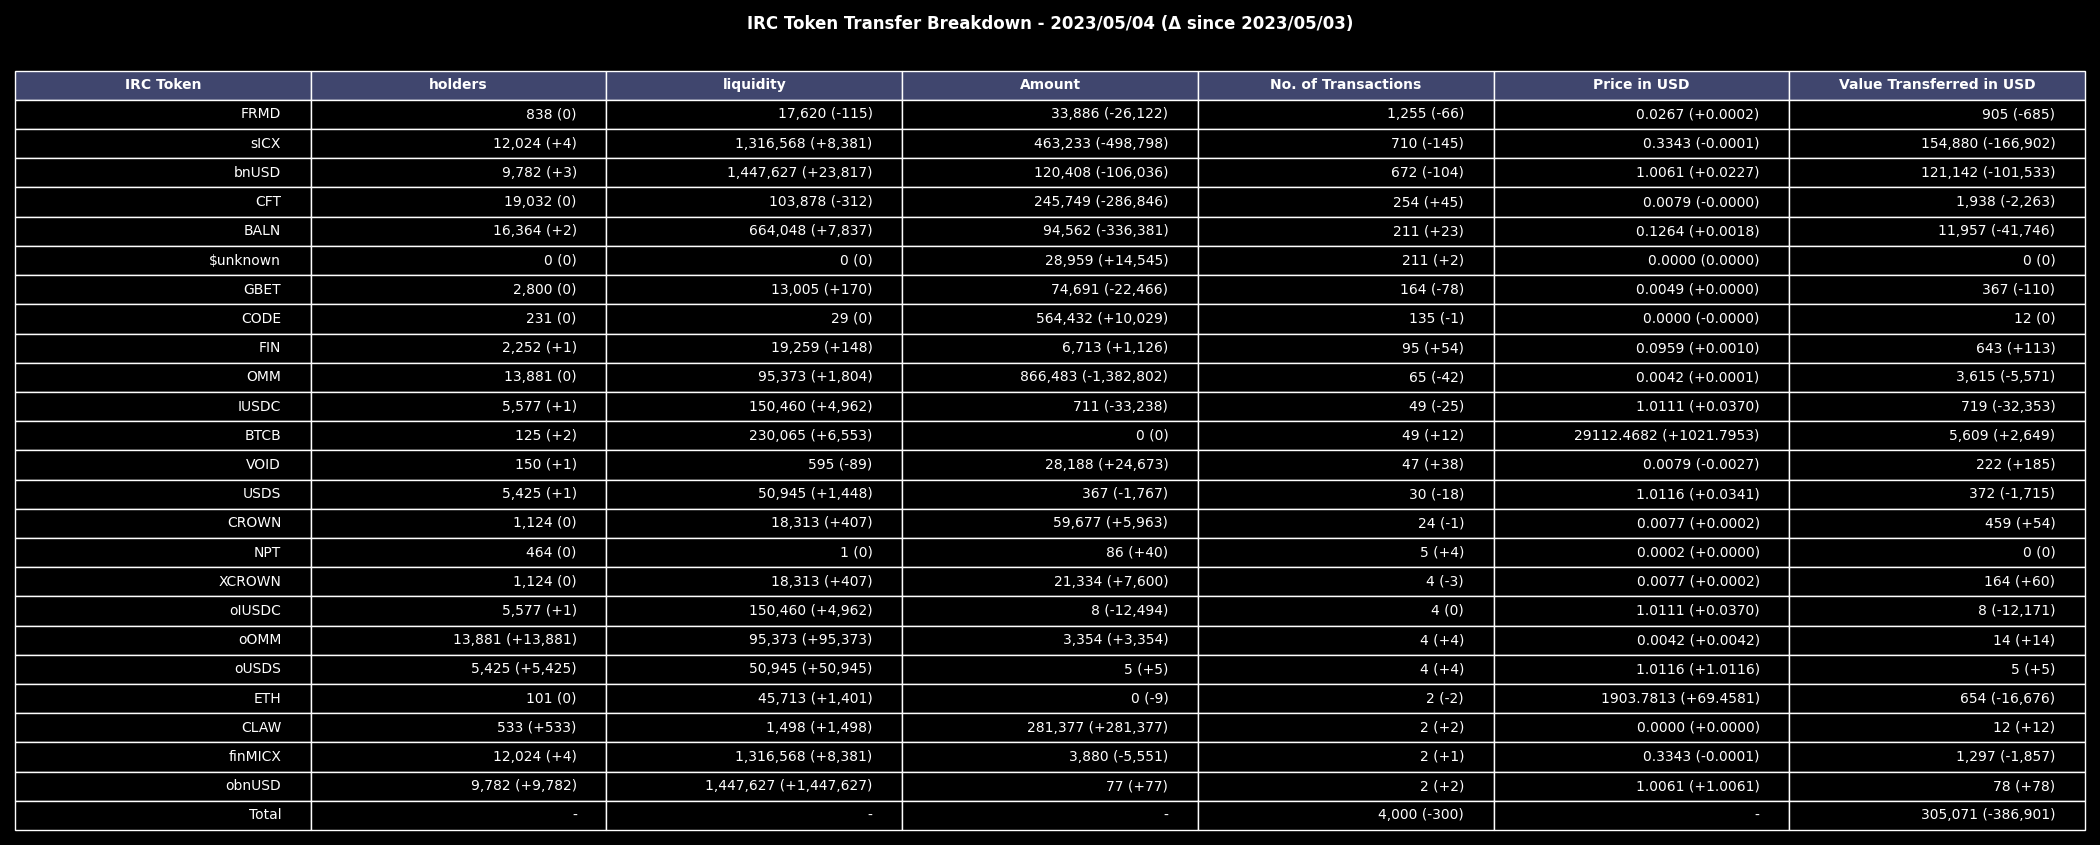 IRC Token Transfer Breakdown - 2023/05/04 (Δ since 2023/05/03)
IRC Token holders liquidity Amount No. of Transactions Price in USD Value Transferred in USD
FRMD 838 (0) 17,620 (-115) 33,886 (-26,122) 1,255 (-66) 0.0267 (+0.0002) 905 (-685)
sICX 12,024 (+4) 1,316,568 (+8,381) 463,233 (-498,798) 710 (-145) 0.3343 (-0.0001) 154,880 (-166,902)
bnUSD 9,782 (+3) 1,447,627 (+23,817) 120,408 (-106,036) 672 (-104) 1.0061 (+0.0227) 121,142 (-101,533)
CFT 19,032 (0) 103,878 (-312) 245,749 (-286,846) 254 (+45) 0.0079 (-0.0000) 1,938 (-2,263)
BALN 16,364 (+2) 664,048 (+7,837) 94,562 (-336,381) 211 (+23) 0.1264 (+0.0018) 11,957 (-41,746)
$unknown 0 (0) 0 (0) 28,959 (+14,545) 211 (+2) 0.0000 (0.0000) 0 (0)
GBET 2,800 (0) 13,005 (+170) 74,691 (-22,466) 164 (-78) 0.0049 (+0.0000) 367 (-110)
CODE 231 (0) 29 (0) 564,432 (+10,029) 135 (-1) 0.0000 (-0.0000) 12 (0)
FIN 2,252 (+1) 19,259 (+148) 6,713 (+1,126) 95 (+54) 0.0959 (+0.0010) 643 (+113)
OMM 13,881 (0) 95,373 (+1,804) 866,483 (-1,382,802) 65 (-42) 0.0042 (+0.0001) 3,615 (-5,571)
IUSDC 5,577 (+1) 150,460 (+4,962) 711 (-33,238) 49 (-25) 1.0111 (+0.0370) 719 (-32,353)
BTCB 125 (+2) 230,065 (+6,553) 0 (0) 49 (+12) 29112.4682 (+1021.7953) 5,609 (+2,649)
VOID 150 (+1) 595 (-89) 28,188 (+24,673) 47 (+38) 0.0079 (-0.0027) 222 (+185)
USDS 5,425 (+1) 50,945 (+1,448) 367 (-1,767) 30 (-18) 1.0116 (+0.0341) 372 (-1,715)
CROWN 1,124 (0) 18,313 (+407) 59,677 (+5,963) 24 (-1) 0.0077 (+0.0002) 459 (+54)
NPT 464 (0) 1 (0) 86 (+40) 5 (+4) 0.0002 (+0.0000) 0 (0)
XCROWN 1,124 (0) 18,313 (+407) 21,334 (+7,600) 4 (-3) 0.0077 (+0.0002) 164 (+60)
oIUSDC 5,577 (+1) 150,460 (+4,962) 8 (-12,494) 4 (0) 1.0111 (+0.0370) 8 (-12,171)
oOMM 13,881 (+13,881) 95,373 (+95,373) 3,354 (+3,354) 4 (+4) 0.0042 (+0.0042) 14 (+14)
oUSDS 5,425 (+5,425) 50,945 (+50,945) 5 (+5) 4 (+4) 1.0116 (+1.0116) 5 (+5)
ETH 101 (0) 45,713 (+1,401) 0 (-9) 2 (-2) 1903.7813 (+69.4581) 654 (-16,676)
CLAW 533 (+533) 1,498 (+1,498) 281,377 (+281,377) 2 (+2) 0.0000 (+0.0000) 12 (+12)
finMICX 12,024 (+4) 1,316,568 (+8,381) 3,880 (-5,551) 2 (+1) 0.3343 (-0.0001) 1,297 (-1,857)
obnUSD 9,782 (+9,782) 1,447,627 (+1,447,627) 77 (+77) 2 (+2) 1.0061 (+1.0061) 78 (+78)
Total - - - 4,000 (-300) - 305,071 (-386,901)